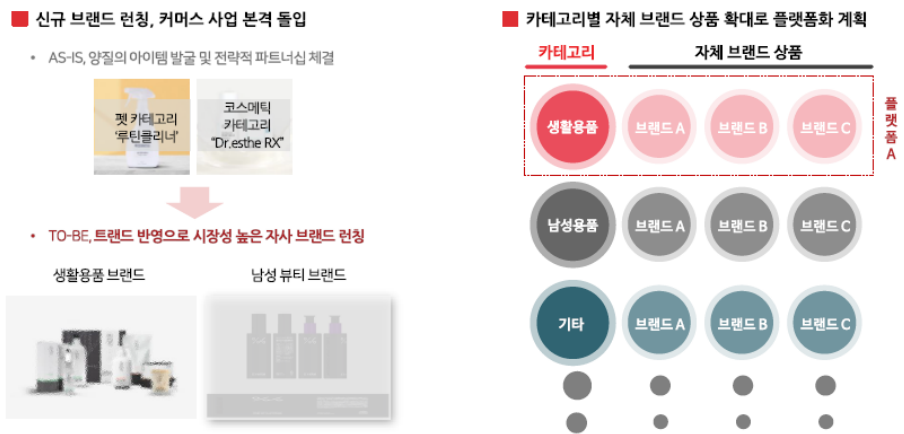 신규 브랜드 런칭, 커머스 사업 본격 돌입
• AS-IS, 양질의 아이템 발굴 및 전략적 파트너십 체결
펫 카테고리
‘루틴클리너’
코스메틱
카테고리
“Dr.esthe RX”
• TO-BE, 트랜드 반영으로 시장성 높은 자사 브랜드 런칭
생활용품 브랜드
남성 뷰티 브랜드
카테고리별 자체 브랜드 상품 확대로 플랫폼화 계획
카테고리
자체 브랜드 상품
생활용품 브랜드 A 브랜드 B 브랜드 C
플랫폼 A
남성용품 브랜드 A 브랜드 B 브랜드 C
기타 브랜드 A 브랜드 B 브랜드 C